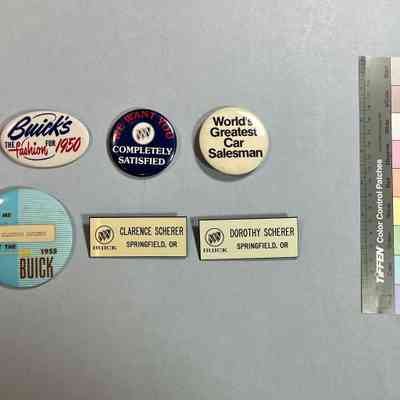 Buick's
THE Fashion FOR 1950
WE WANT YOU
COMPLETELY
SATISFIED
World's
Greatest
Car
Salesman
ME
THE 1955
BUICK
BUICK
CLARENCE SCHERER
SPRINGFIELD, OR
BUICK
DOROTHY SCHERER
SPRINGFIELD, OR
TIFFEN Color Control Patches